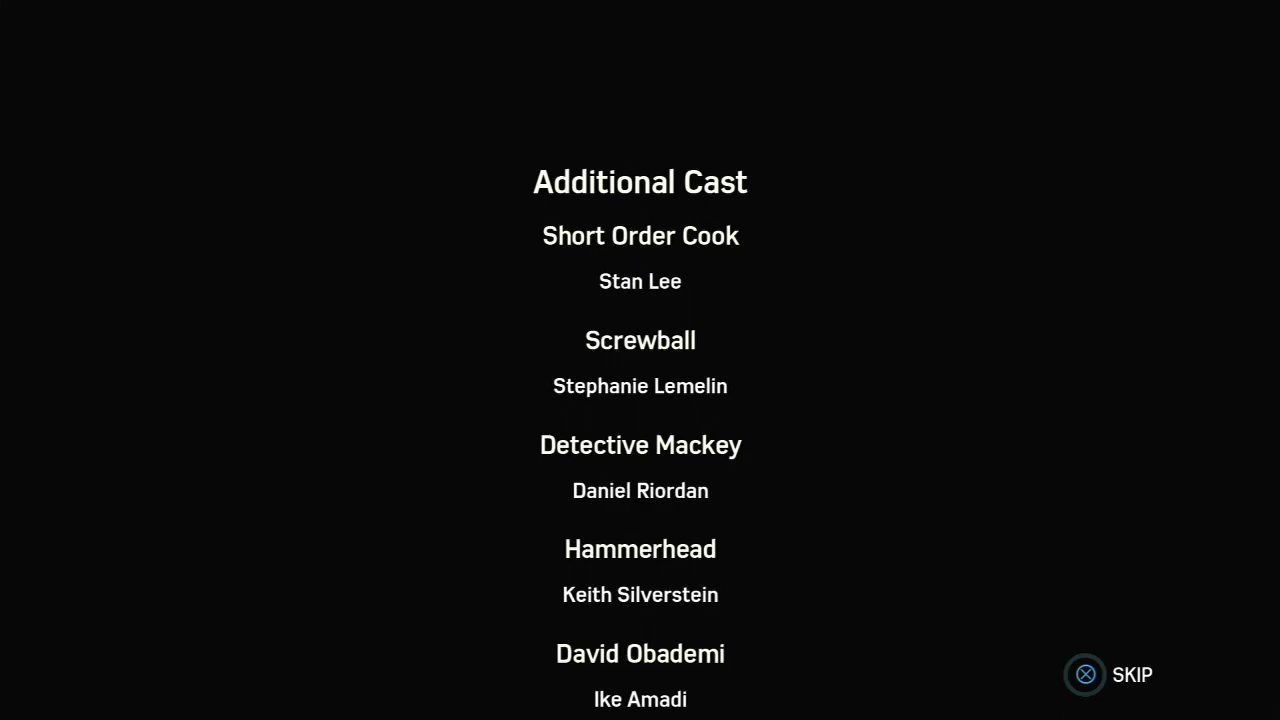 Additional Cast
Short Order Cook
Stan Lee
Screwball
Stephanie Lemelin
Detective Mackey
Daniel Riordan
Hammerhead
Keith Silverstein
David Obademi
Ike Amadi
SKIP